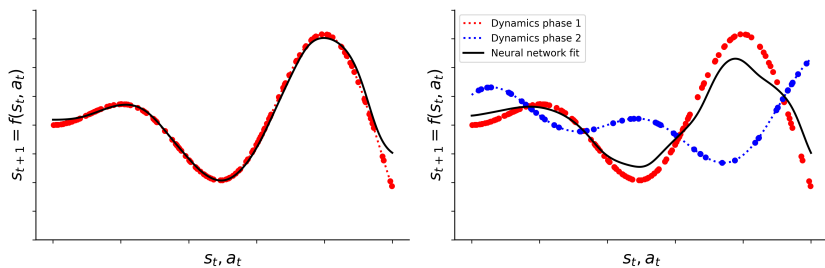 s_{t+1} = f(s_t, a_t)
s_t, a_t
Dynamics phase 1
Dynamics phase 2
Neural network fit
s_{t+1} = f(s_t, a_t)
s_t, a_t